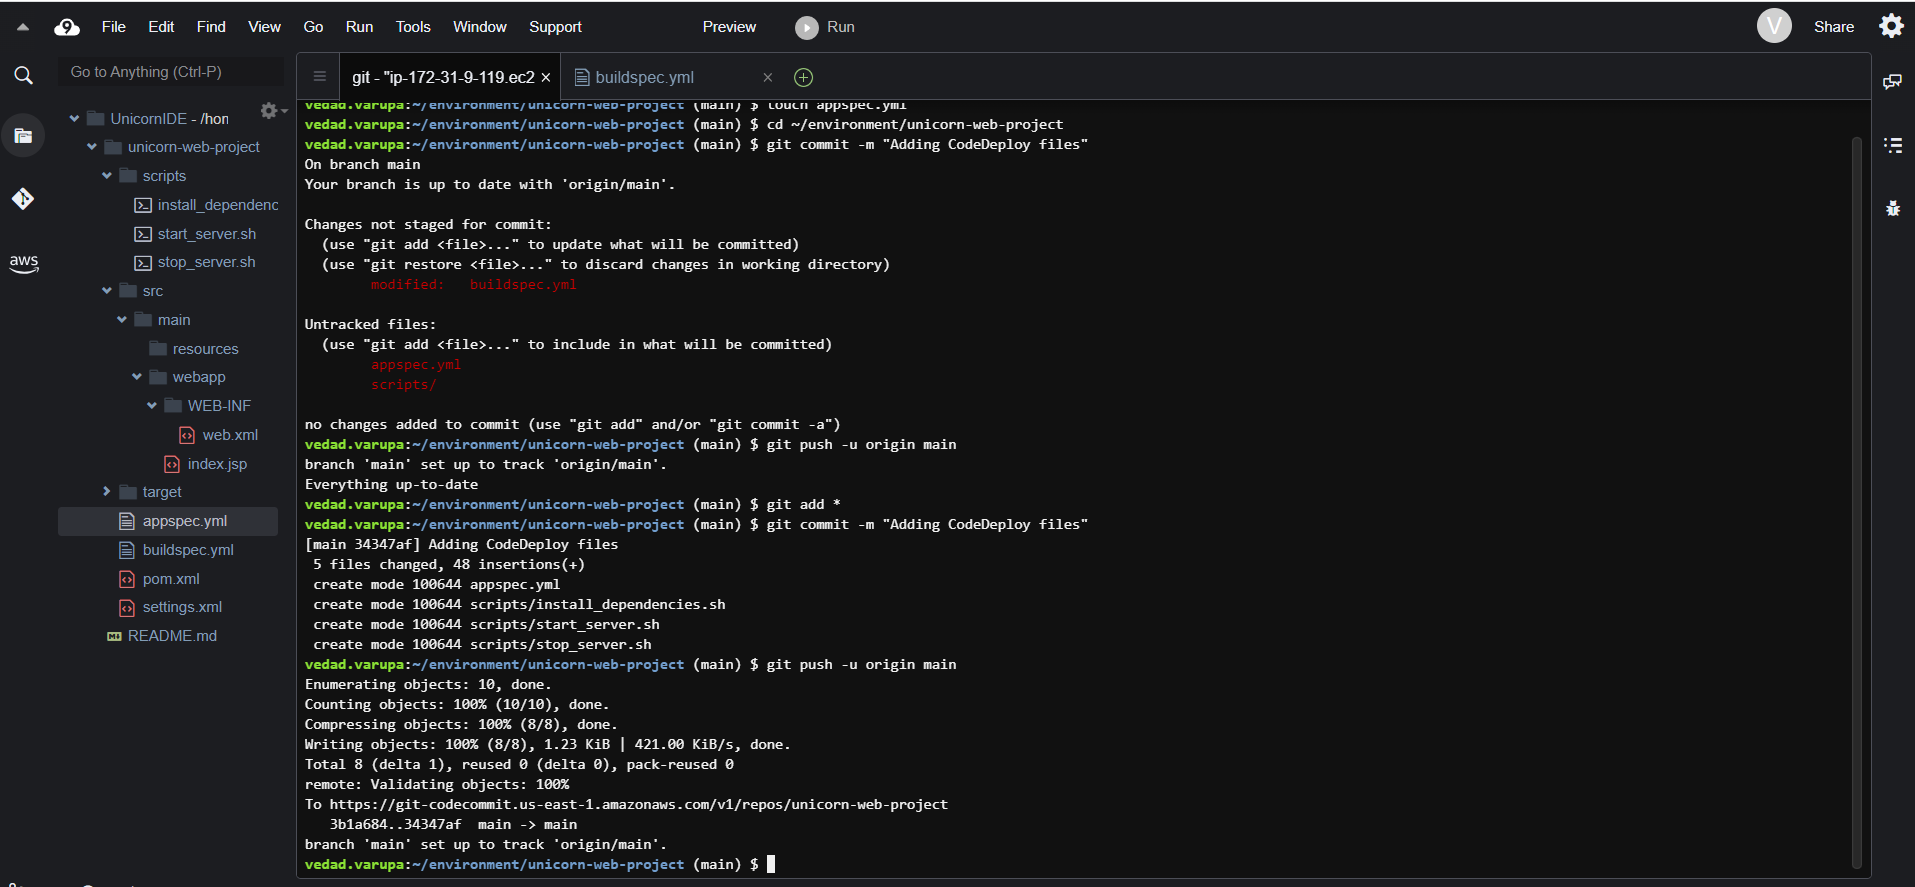 File Edit Find View Go Run Tools Window Support Preview Run V Share
Go to Anything (Ctrl-P)
git - "ip-172-31-9-119.ec2 × buildspec.yml ×
UnicornIDE - /hon
unicorn-web-project
scripts
install_dependenc
start_server.sh
stop_server.sh
aws
src
main
resources
webapp
WEB-INF
web.xml
index.jsp
target
appspec.yml
buildspec.yml
pom.xml
settings.xml
README.md
vedad.varupa:~/environment/unicorn-web-project (main) $ touch appspec.yml
vedad.varupa:~/environment/unicorn-web-project (main) $ cd ~/environment/unicorn-web-project
vedad.varupa:~/environment/unicorn-web-project (main) $ git commit -m "Adding CodeDeploy files"
On branch main
Your branch is up to date with 'origin/main'.
Changes not staged for commit:
(use "git add <file>..." to update what will be committed)
(use "git restore <file>..." to discard changes in working directory)
modified: buildspec.yml
Untracked files:
(use "git add <file>..." to include in what will be committed)
appspec.yml
scripts/
no changes added to commit (use "git add" and/or "git commit -a")
vedad.varupa:~/environment/unicorn-web-project (main) $ git push -u origin main
branch 'main' set up to track 'origin/main'.
Everything up-to-date
vedad.varupa:~/environment/unicorn-web-project (main) $ git add *
vedad.varupa:~/environment/unicorn-web-project (main) $ git commit -m "Adding CodeDeploy files"
[main 34347af] Adding CodeDeploy files
5 files changed, 48 insertions(+)
create mode 100644 appspec.yml
create mode 100644 scripts/install_dependencies.sh
create mode 100644 scripts/start_server.sh
create mode 100644 scripts/stop_server.sh
vedad.varupa:~/environment/unicorn-web-project (main) $ git push -u origin main
Enumerating objects: 10, done.
Counting objects: 100% (10/10), done.
Compressing objects: 100% (8/8), done.
Writing objects: 100% (8/8), 1.23 KiB | 421.00 KiB/s, done.
Total 8 (delta 1), reused 0 (delta 0), pack-reused 0
remote: Validating objects: 100%
To https://git-codecommit.us-east-1.amazonaws.com/v1/repos/unicorn-web-project
3b1a684..34347af main -> main
branch 'main' set up to track 'origin/main'.
vedad.varupa:~/environment/unicorn-web-project (main) $